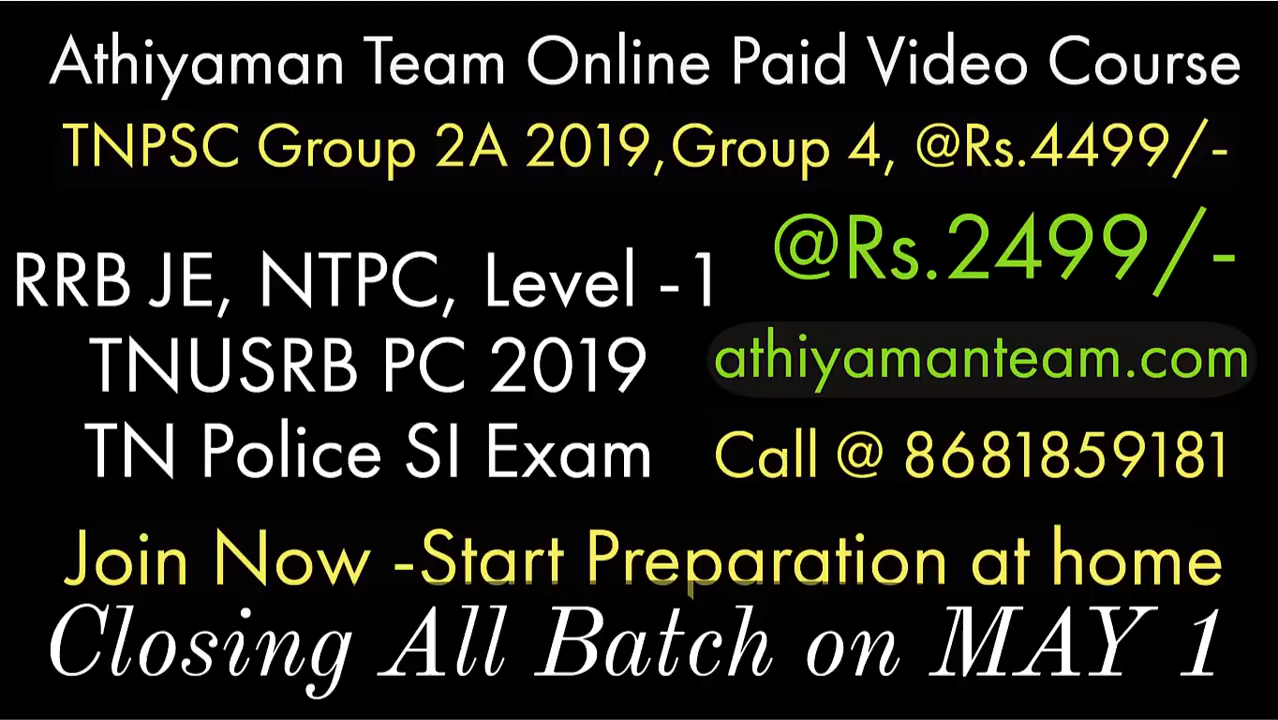 Athiyaman Team Online Paid Video Course
TNPSC Group 2A 2019,Group 4, @Rs.4499/-
@Rs.2499/-
RRB JE, NTPC, Level -1
TNUSRB PC 2019
athiyamanteam.com
TN Police SI Exam
Call @ 8681859181
Join Now -Start Preparation at home
Closing All Batch on MAY 1